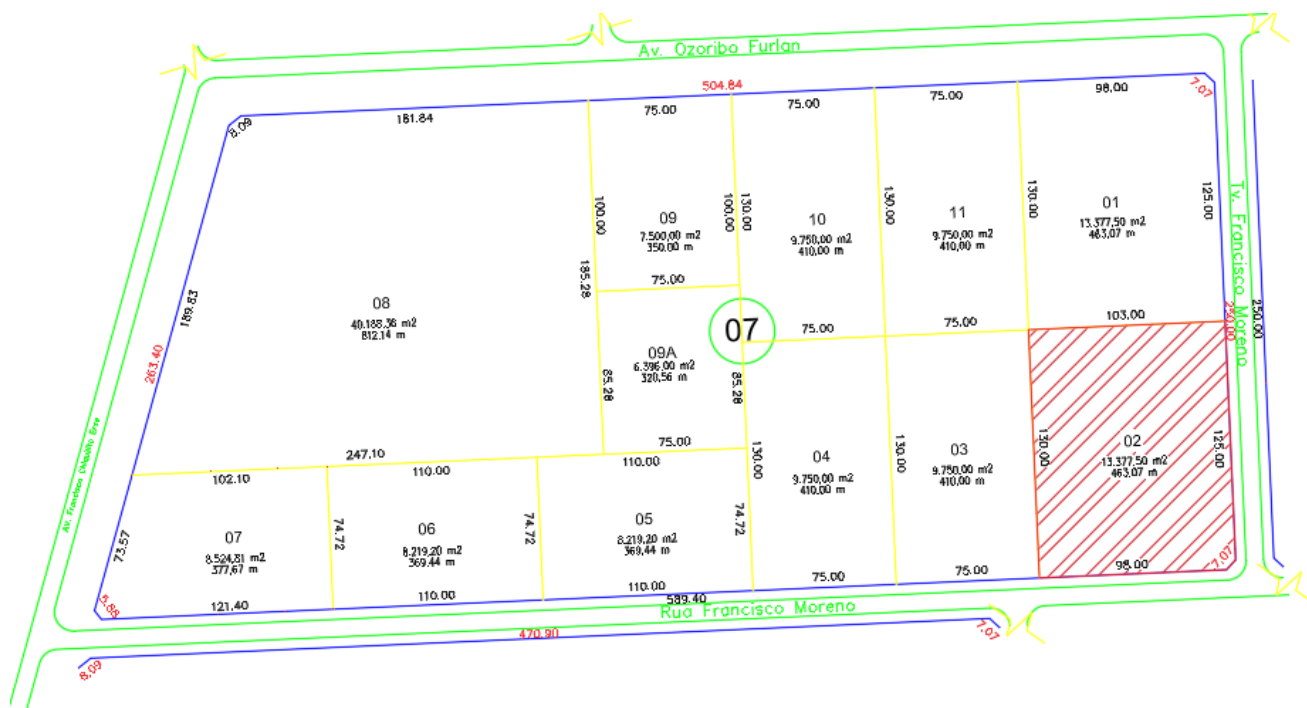 Av. Ozoribo Furlan
504.84
181.84
75.00
75.00
75.00
98.00
7.07
8.09
189.83
263.40
100.00
185.28
09
7.500,00 m2
350,00 m
100.00
130.00
75.00
10
9.750,00 m2
410,00 m
130.00
75.00
11
9.750,00 m2
410,00 m
130.00
75.00
01
13.377,50 m2
463,07 m
125.00
103.00
Tv. Francisco Moreno
250.00
250.00
08
40.188,36 m2
812,14 m
07
09A
6.396,00 m2
320,56 m
85.28
85.28
75.00
247.10
102.10
110.00
110.00
130.00
04
9.750,00 m2
410,00 m
130.00
03
9.750,00 m2
410,00 m
130.00
02
13.377,50 m2
463,07 m
125.00
98.00
7.07
73.57
07
8.524,81 m2
377,67 m
74.72
06
8.219,20 m2
369,44 m
74.72
05
8.219,20 m2
369,44 m
74.72
5.88
121.40
110.00
110.00
75.00
75.00
589.40
Rua Francisco Moreno
470.90
7.07
8.09
AV. Francisco